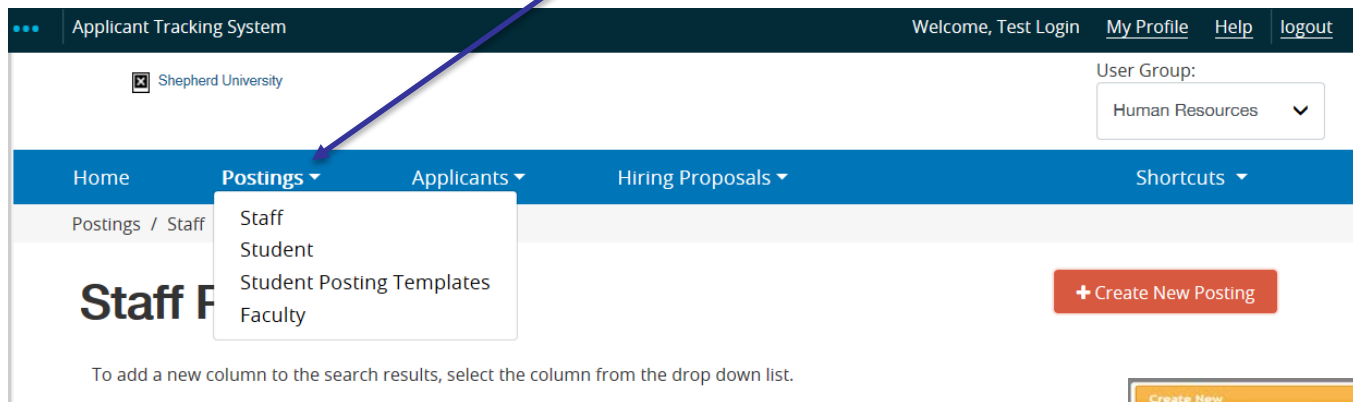 Applicant Tracking System Welcome, Test Login My Profile Help logout
Shepherd University
User Group:
Human Resources
Home Postings Applicants Hiring Proposals Shortcuts
Postings / Staff
Staff
Student
Student Posting Templates
Faculty
Staff
+ Create New Posting
To add a new column to the search results, select the column from the drop down list.
Create New